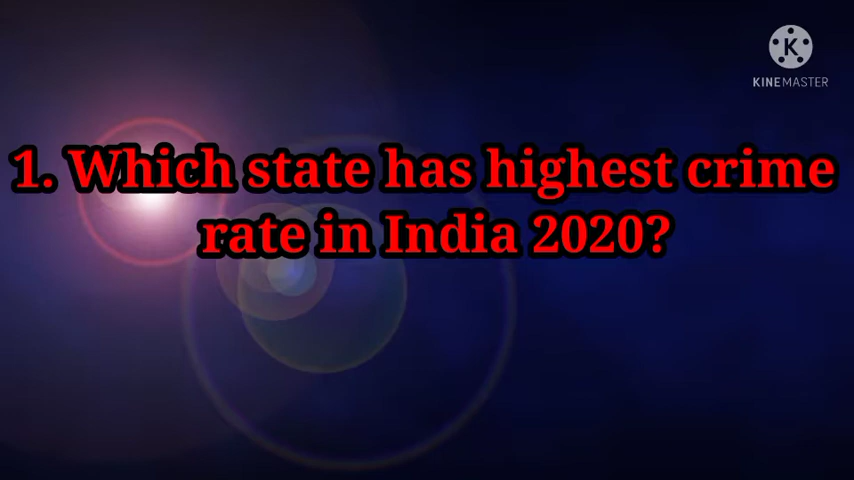 K
KINEMASTER
1. Which state has highest crime
rate in India 2020?